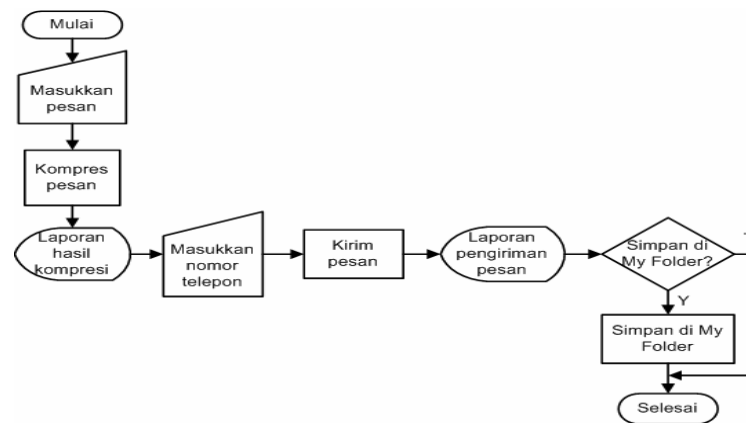 Mulai
Masukkan
pesan
Kompres
pesan
Laporan
hasil
kompresi
Masukkan
nomor
telepon
Kirim
pesan
Laporan
pengiriman
pesan
Simpan di
My Folder?
Y
Simpan di My
Folder
Selesai